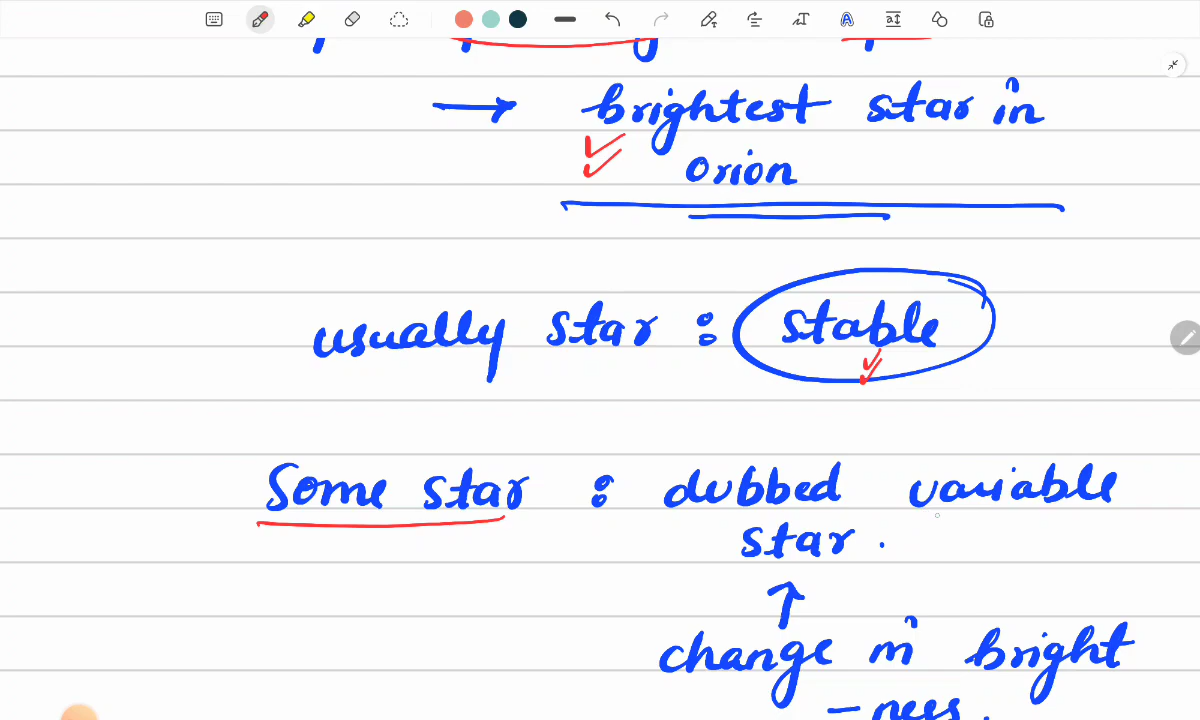 → brightest star in
orion
usually star : stable
Some star : dubbed variable
star .
↑
change in bright
-ness.